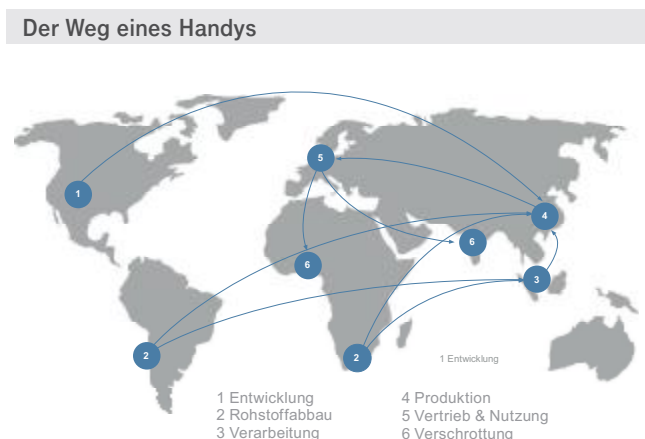 Der Weg eines Handys
1
5
4
6
6
3
2
2
1 Entwicklung
1 Entwicklung
2 Rohstoffabbau
3 Verarbeitung
4 Produktion
5 Vertrieb & Nutzung
6 Verschrottung